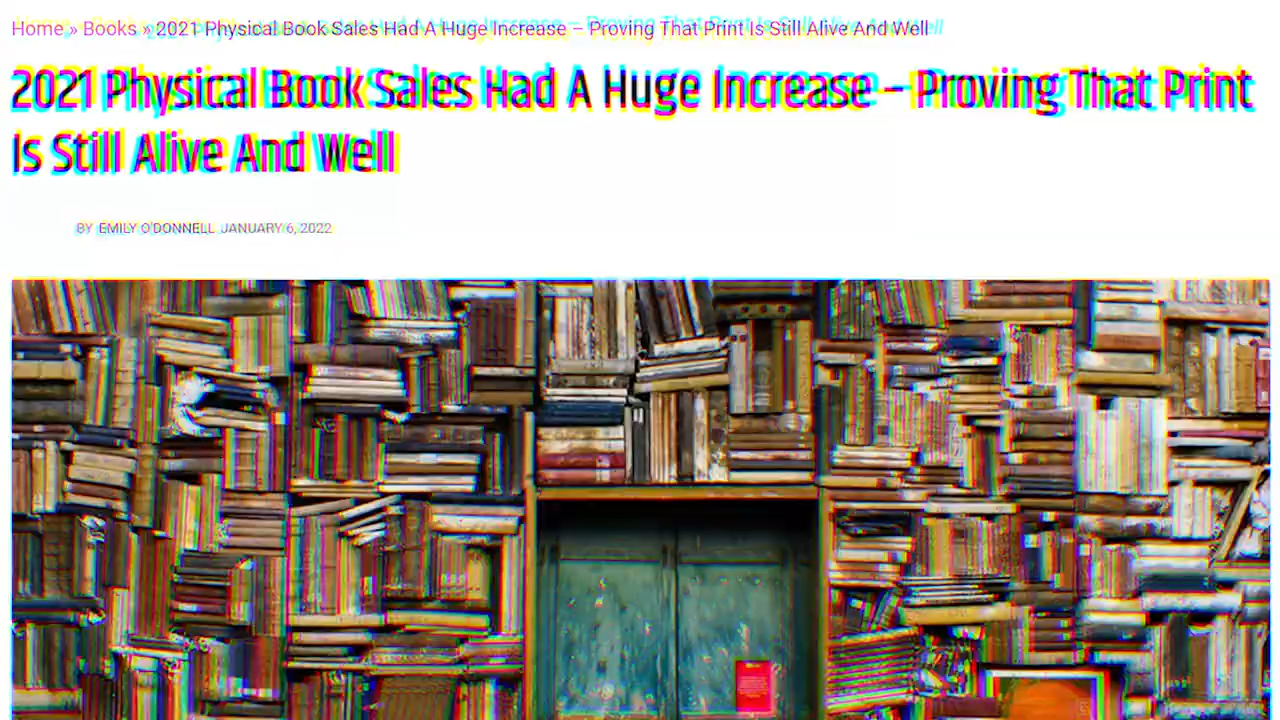 Home » Books » 2021 Physical Book Sales Had A Huge Increase – Proving That Print Is Still Alive And Well
2021 Physical Book Sales Had A Huge Increase – Proving That Print
Is Still Alive And Well
BY EMILY O'DONNELL JANUARY 6, 2022